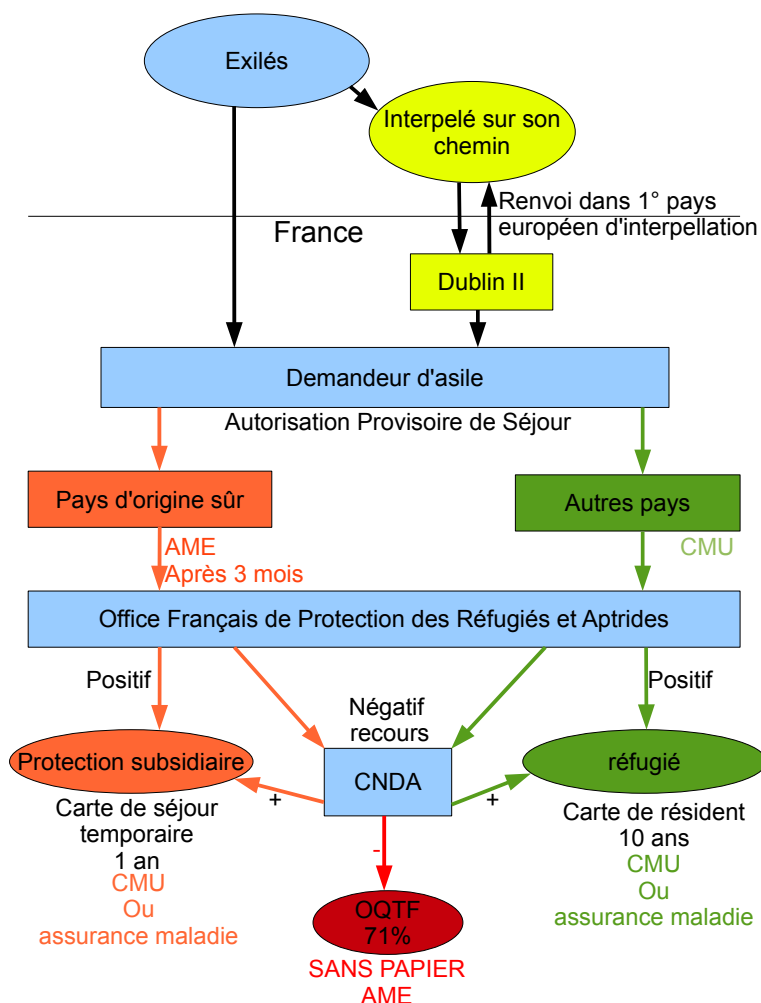 Exilés
Interpelé sur son
chemin
Renvoi dans 1° pays
européen d'interpellation
France
Dublin II
Demandeur d'asile
Autorisation Provisoire de Séjour
Pays d'origine sûr
Autres pays
AME
Après 3 mois
CMU
Office Français de Protection des Réfugiés et Aptrides
Positif
Négatif
recours
Positif
Protection subsidiaire
CNDA
réfugié
+
+
Carte de séjour
temporaire
1 an
CMU
Ou
assurance maladie
Carte de résident
10 ans
CMU
Ou
assurance maladie
-
OQTF
71%
SANS PAPIER
AME